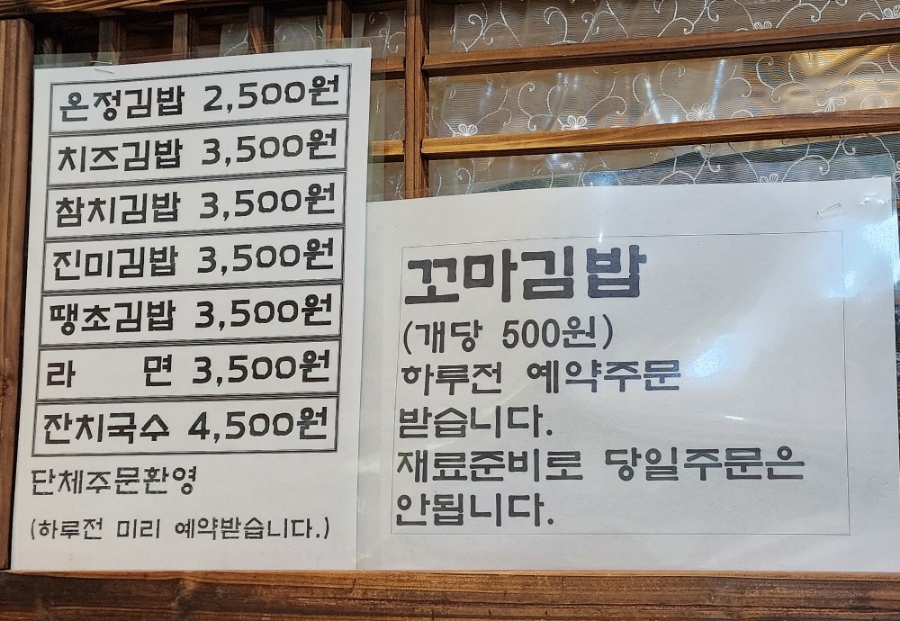 온정김밥 2,500원
치즈김밥 3,500원
참치김밥 3,500원
진미김밥 3,500원
땡초김밥 3,500원
라 면 3,500원
잔치국수 4,500원
단체주문환영
(하루전 미리 예약받습니다.)
꼬마김밥
(개당 500원)
하루전 예약주문
받습니다.
재료준비로 당일주문은
안됩니다.